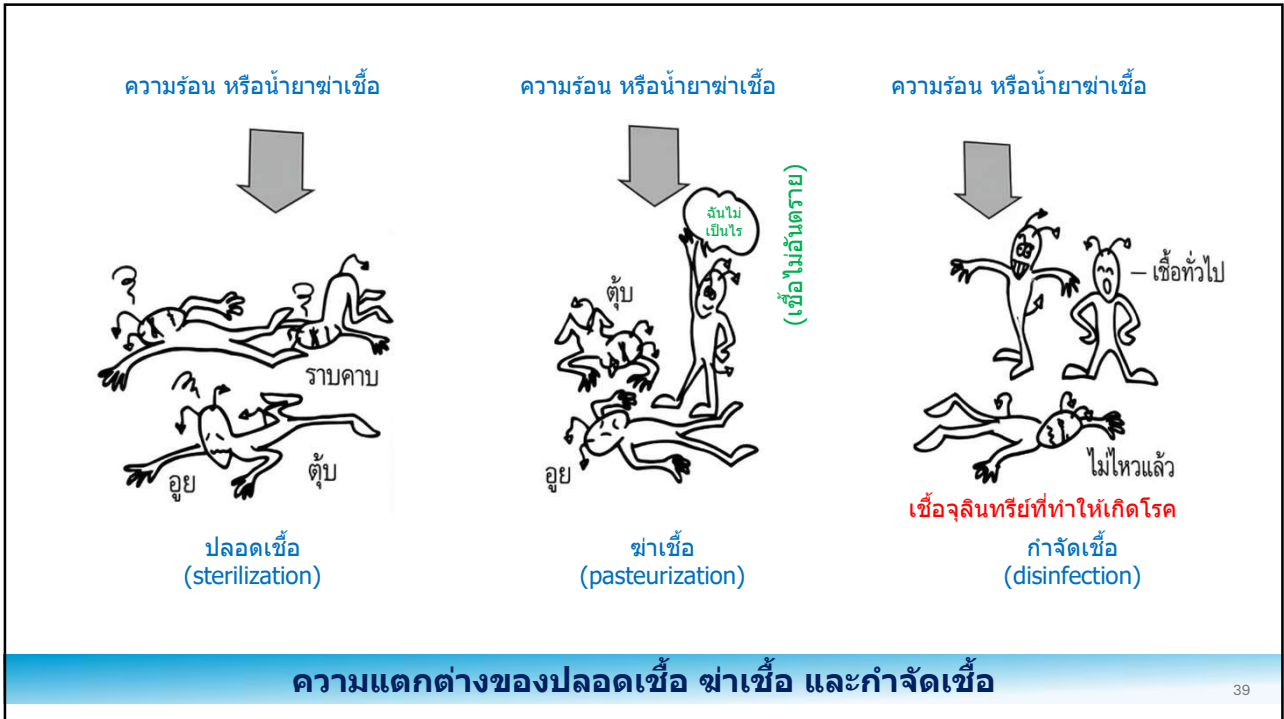 ความร้อน หรือน้ำยาฆ่าเชื้อ
ราบคาบ
อูย
ตุ้บ
ปลอดเชื้อ
(sterilization)
ความร้อน หรือน้ำยาฆ่าเชื้อ
ฉันไม่
เป็นไร
(เชื้อไม่อันตราย)
ตุ้บ
อูย
ฆ่าเชื้อ
(pasteurization)
ความร้อน หรือน้ำยาฆ่าเชื้อ
– เชื้อทั่วไป
ไม่ไหวแล้ว
เชื้อจุลินทรีย์ที่ทำให้เกิดโรค
กำจัดเชื้อ
(disinfection)
ความแตกต่างของปลอดเชื้อ ฆ่าเชื้อ และกำจัดเชื้อ
39